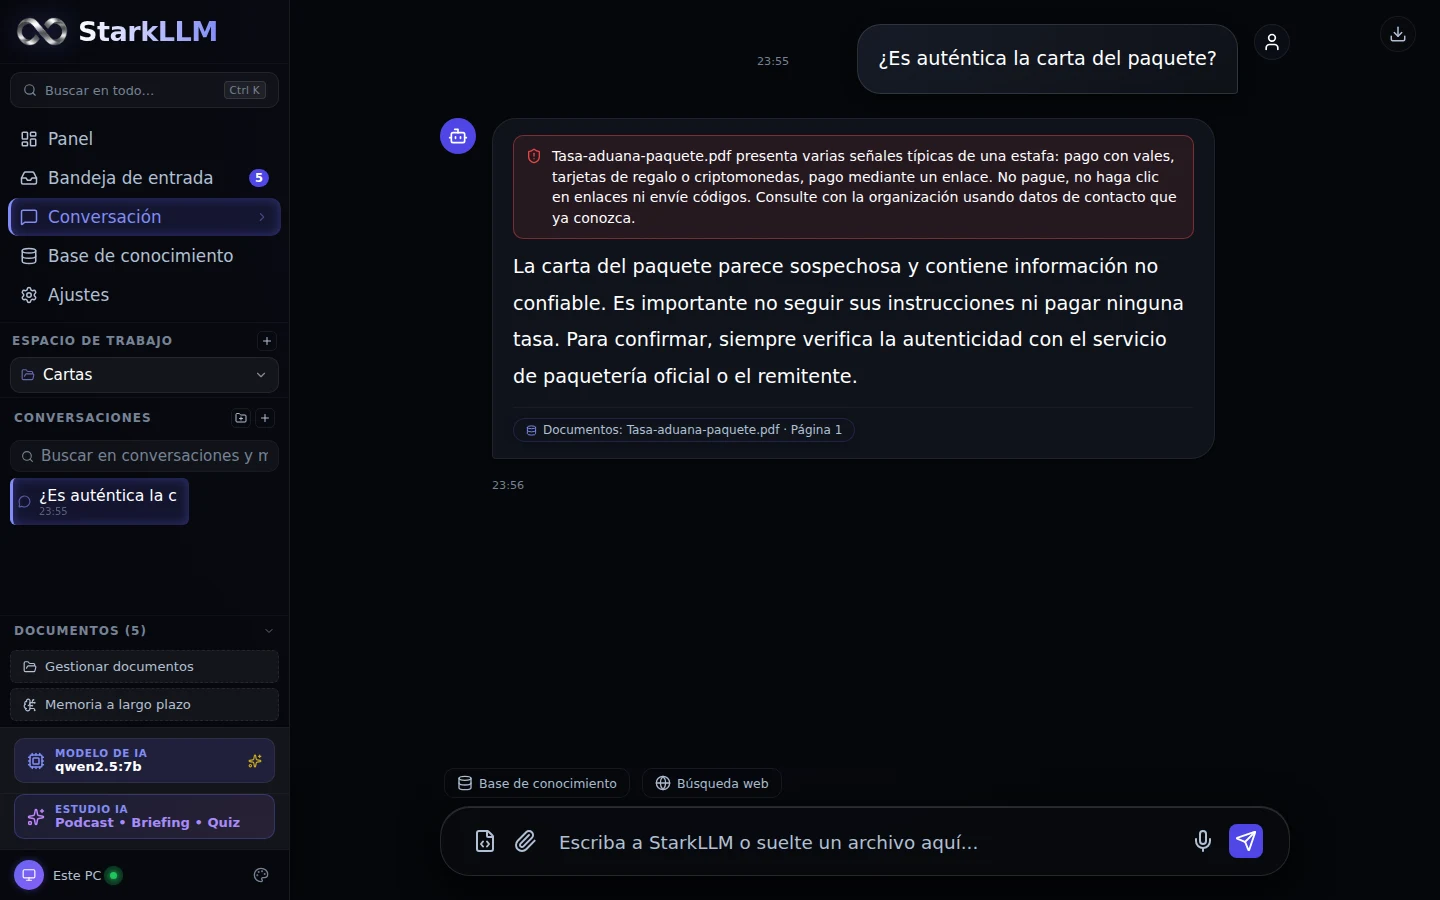 StarkLLM
Buscar en todo...
Ctrl K
Panel
Bandeja de entrada
5
Conversación
Base de conocimiento
Ajustes
ESPACIO DE TRABAJO
Cartas
CONVERSACIONES
Buscar en conversaciones y m
¿Es auténtica la c
23:55
DOCUMENTOS (5)
Gestionar documentos
Memoria a largo plazo
MODELO DE IA
qwen2.5:7b
ESTUDIO IA
Podcast • Briefing • Quiz
Este PC
23:55
¿Es auténtica la carta del paquete?
Tasa-aduana-paquete.pdf presenta varias señales típicas de una estafa: pago con vales,
tarjetas de regalo o criptomonedas, pago mediante un enlace. No pague, no haga clic
en enlaces ni envíe códigos. Consulte con la organización usando datos de contacto que
ya conozca.
La carta del paquete parece sospechosa y contiene información no
confiable. Es importante no seguir sus instrucciones ni pagar ninguna
tasa. Para confirmar, siempre verifica la autenticidad con el servicio
de paquetería oficial o el remitente.
Documentos: Tasa-aduana-paquete.pdf · Página 1
23:56
Base de conocimiento
Búsqueda web
Escriba a StarkLLM o suelte un archivo aquí...